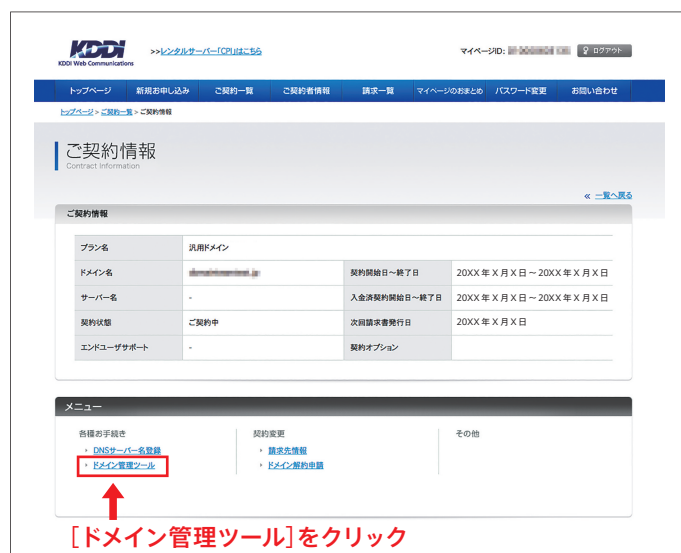 KDDI
KDDI Web Communications
>>レンタルサーバー「CPI」はこちら
マイページID:
ログアウト
トップページ 新規お申し込み ご契約一覧 ご契約者情報 請求一覧 マイページのおまとめ パスワード変更 お問い合わせ
トップページ > ご契約一覧 > ご契約情報
ご契約情報
Contract Information
« 一覧へ戻る
ご契約情報
プラン名 汎用ドメイン
ドメイン名 契約開始日〜終了日 20XX年X月X日〜20XX年X月X日
サーバー名 - 入金済契約開始日〜終了日 20XX年X月X日〜20XX年X月X日
契約状態 ご契約中 次回請求書発行日 20XX年X月X日
エンドユーザサポート - 契約オプション
メニュー
各種お手続き 契約変更 その他
DNSサーバー名登録 請求先情報
ドメイン管理ツール ドメイン解約申請
[ドメイン管理ツール]をクリック